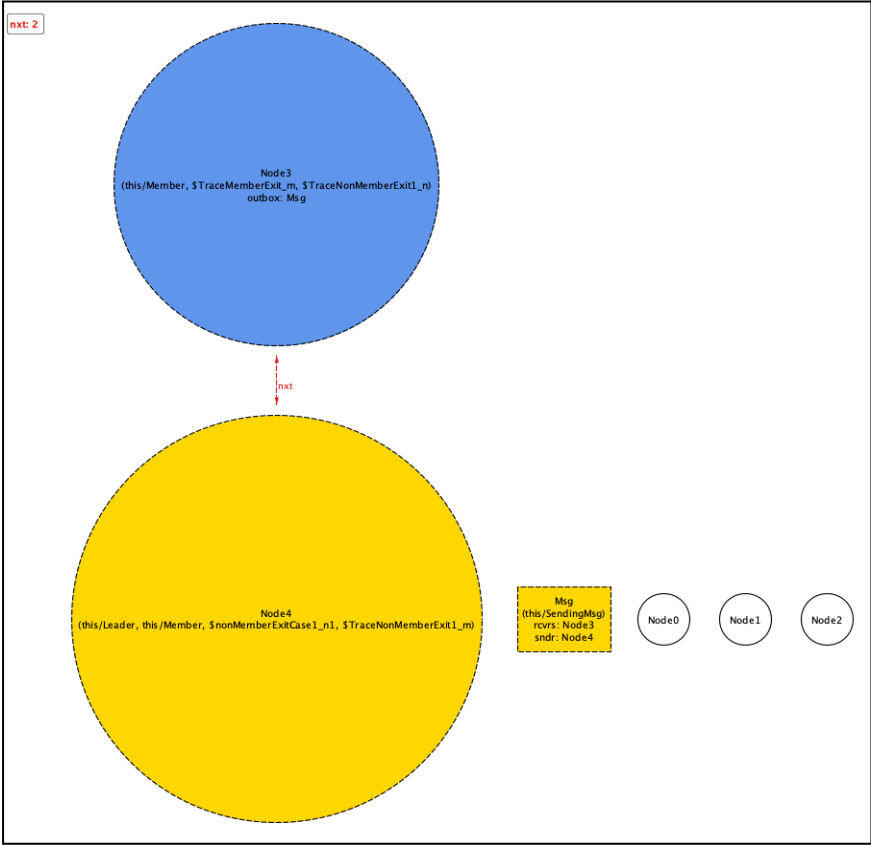 nxt: 2
Node3
(this/Member, $TraceMemberExit_m, $TraceNonMemberExit1_n)
outbox: Msg
nxt
Node4
(this/Leader, this/Member, $nonMemberExitCase1_n1, $TraceNonMemberExit1_m)
Msg
(this/SendingMsg)
rcvrs: Node3
sndr: Node4
Node0
Node1
Node2